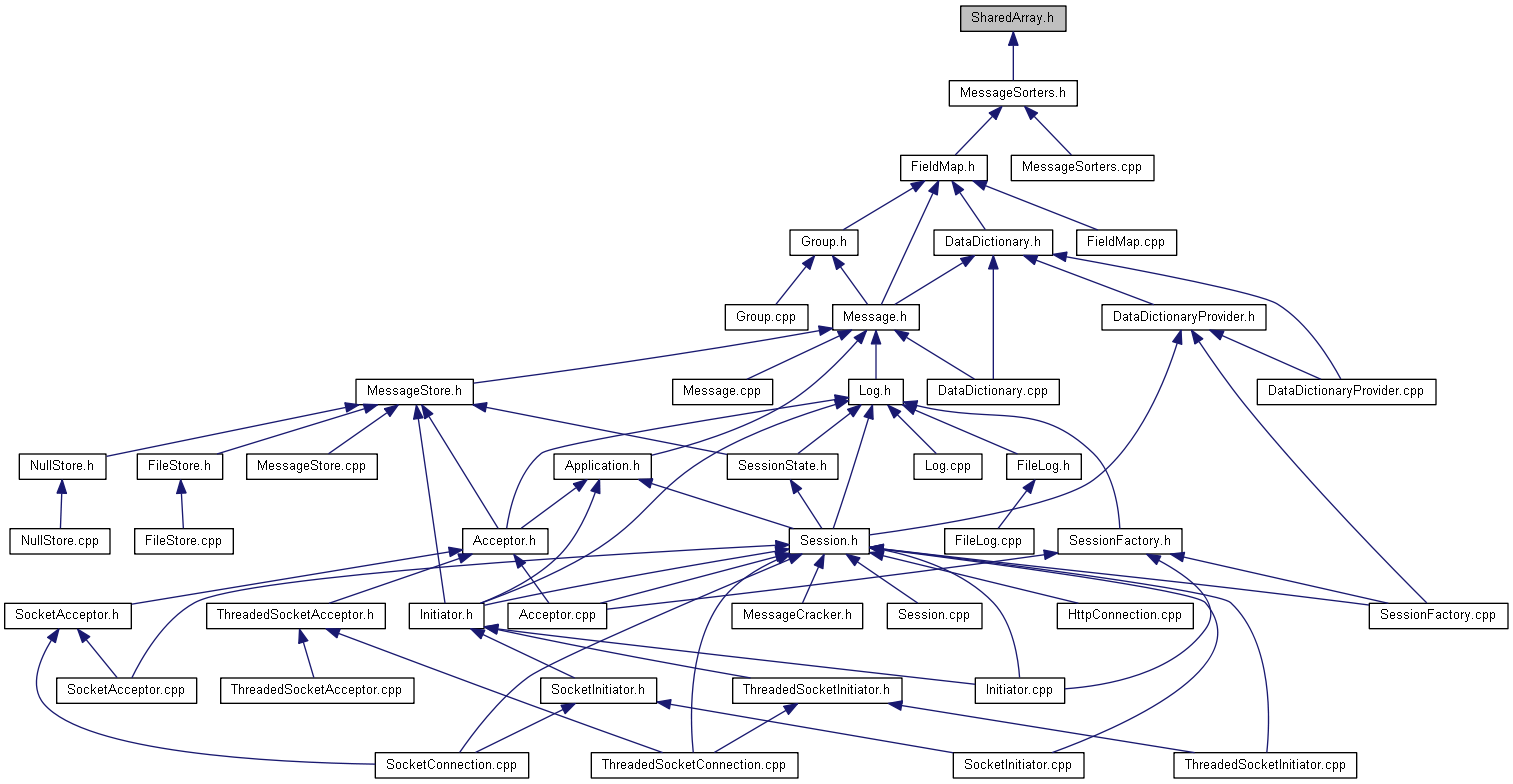 SharedArray.h
MessageSorters.h
FieldMap.h
MessageSorters.cpp
Group.h
DataDictionary.h
FieldMap.cpp
Group.cpp
Message.h
DataDictionaryProvider.h
MessageStore.h
Message.cpp
Log.h
DataDictionary.cpp
DataDictionaryProvider.cpp
NullStore.h
FileStore.h
MessageStore.cpp
Application.h
SessionState.h
Log.cpp
FileLog.h
NullStore.cpp
FileStore.cpp
Acceptor.h
Session.h
FileLog.cpp
SessionFactory.h
SocketAcceptor.h
ThreadedSocketAcceptor.h
Initiator.h
Acceptor.cpp
MessageCracker.h
Session.cpp
HttpConnection.cpp
SessionFactory.cpp
SocketAcceptor.cpp
ThreadedSocketAcceptor.cpp
SocketInitiator.h
ThreadedSocketInitiator.h
Initiator.cpp
SocketConnection.cpp
ThreadedSocketConnection.cpp
SocketInitiator.cpp
ThreadedSocketInitiator.cpp